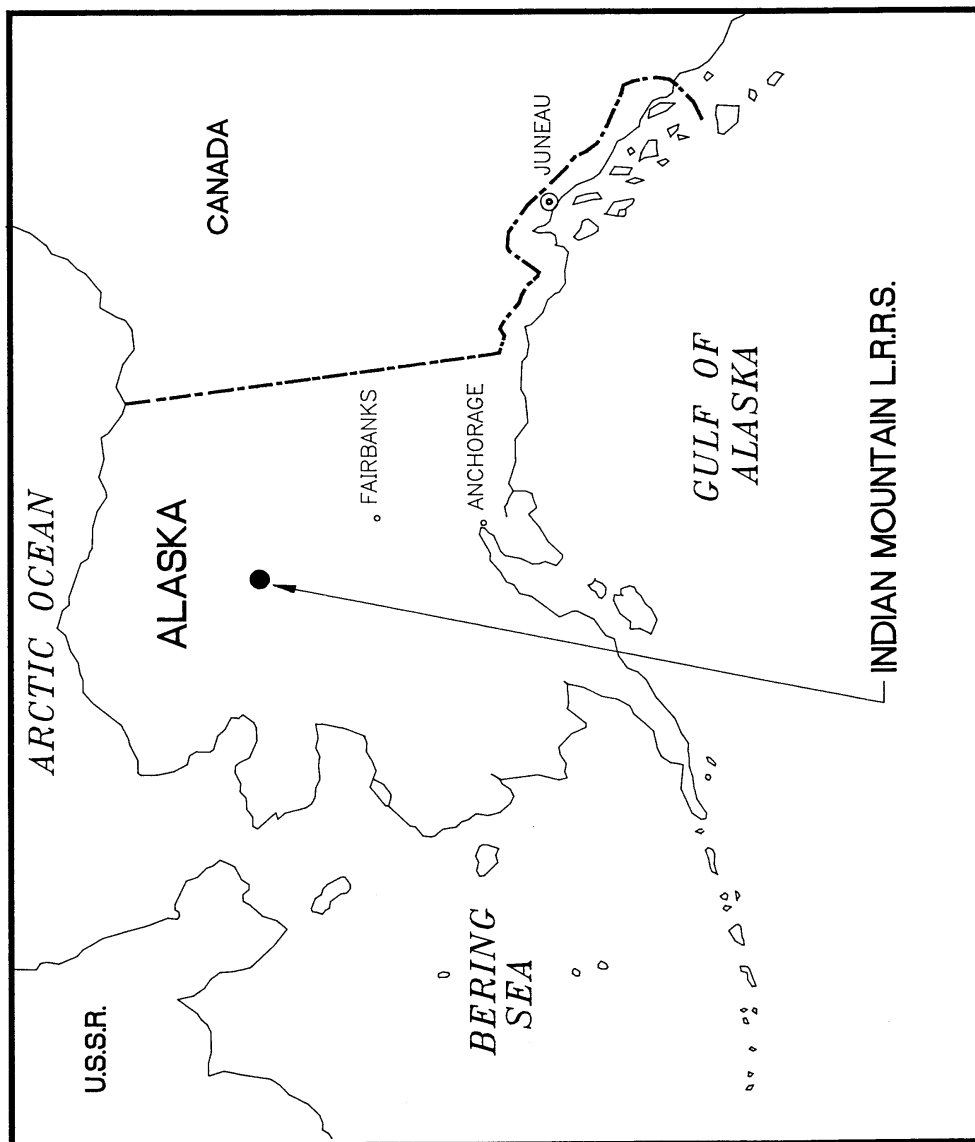 ARCTIC OCEAN
U.S.S.R.
ALASKA
CANADA
FAIRBANKS
ANCHORAGE
JUNEAU
BERING
SEA
GULF OF
ALASKA
INDIAN MOUNTAIN L.R.R.S.